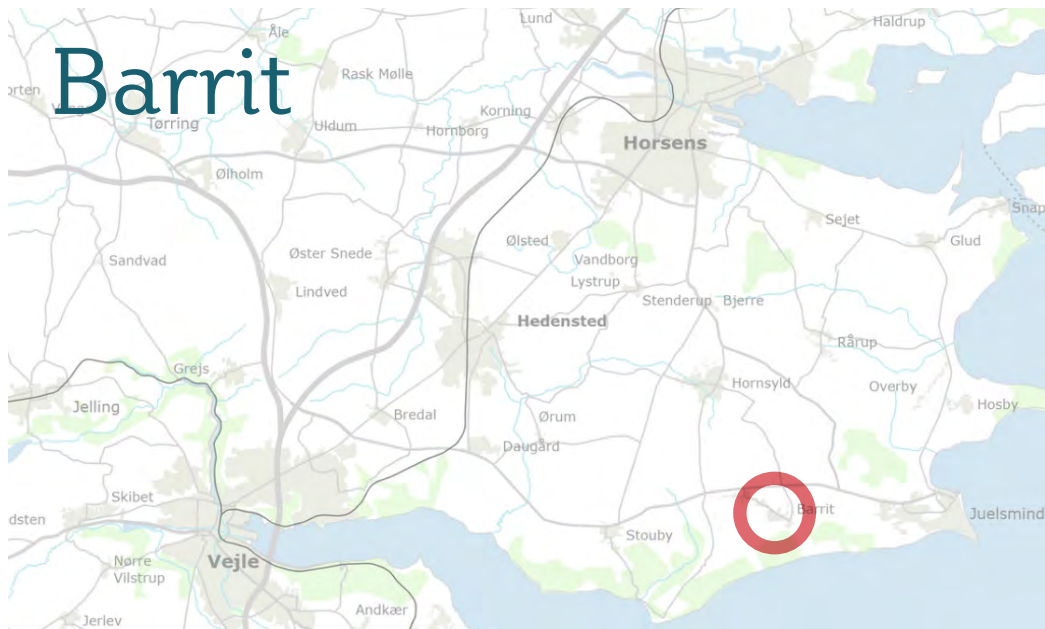 Barrit
Lund
Haldrup
Åle
Rask Mølle
Korning
Tørring
Uldum
Hornborg
Horsens
Ølholm
Snap
Sejet
Glud
Ølsted
Øster Snede
Vandborg
Sandvad
Lystrup
Lindved
Stenderup
Bjerre
Hedensted
Rårup
Grejs
Hornsyld
Overby
Jelling
Bredal
Ørum
Hosby
Daugård
Skibet
Barrit
Juelsmind
dsten
Stouby
Nørre
Vilstrup
Vejle
Andkær
Jerlev